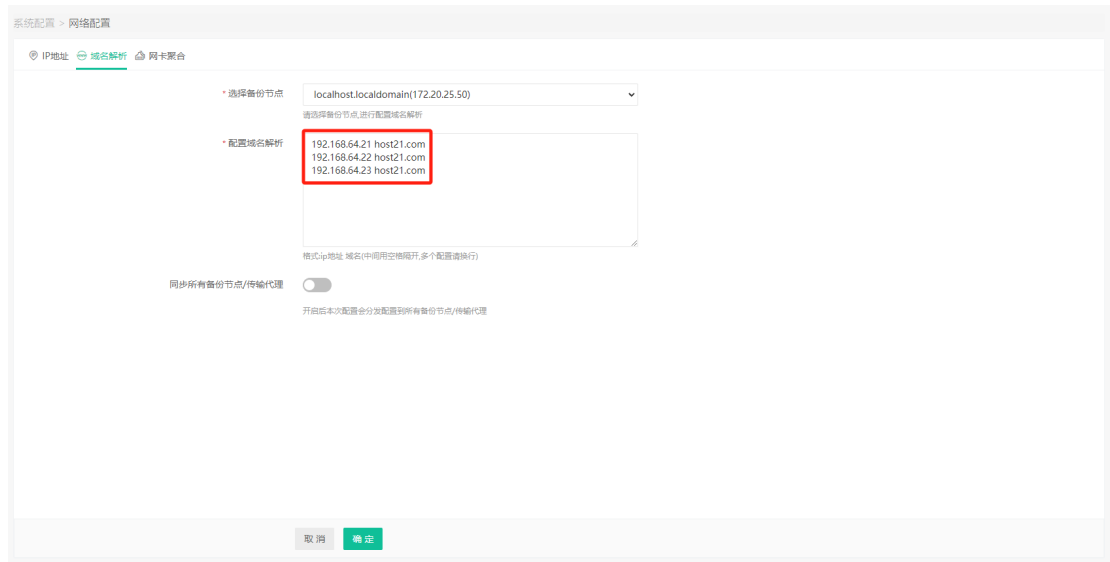 系统配置 > 网络配置
IP地址 域名解析 网卡聚合
* 选择备份节点 localhost.localdomain(172.20.25.50)
请选择备份节点,进行配置域名解析
* 配置域名解析 192.168.64.21 host21.com
192.168.64.22 host21.com
192.168.64.23 host21.com
格式:ip地址 域名(中间用空格隔开,多个配置请换行)
同步所有备份节点/传输代理
开启后本次配置会分发配置到所有备份节点/传输代理
取消 确定